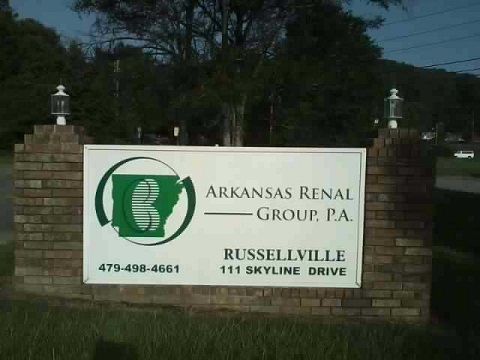 ARKANSAS RENAL
GROUP, P.A.
RUSSELLVILLE
479-498-4661
111 SKYLINE DRIVE